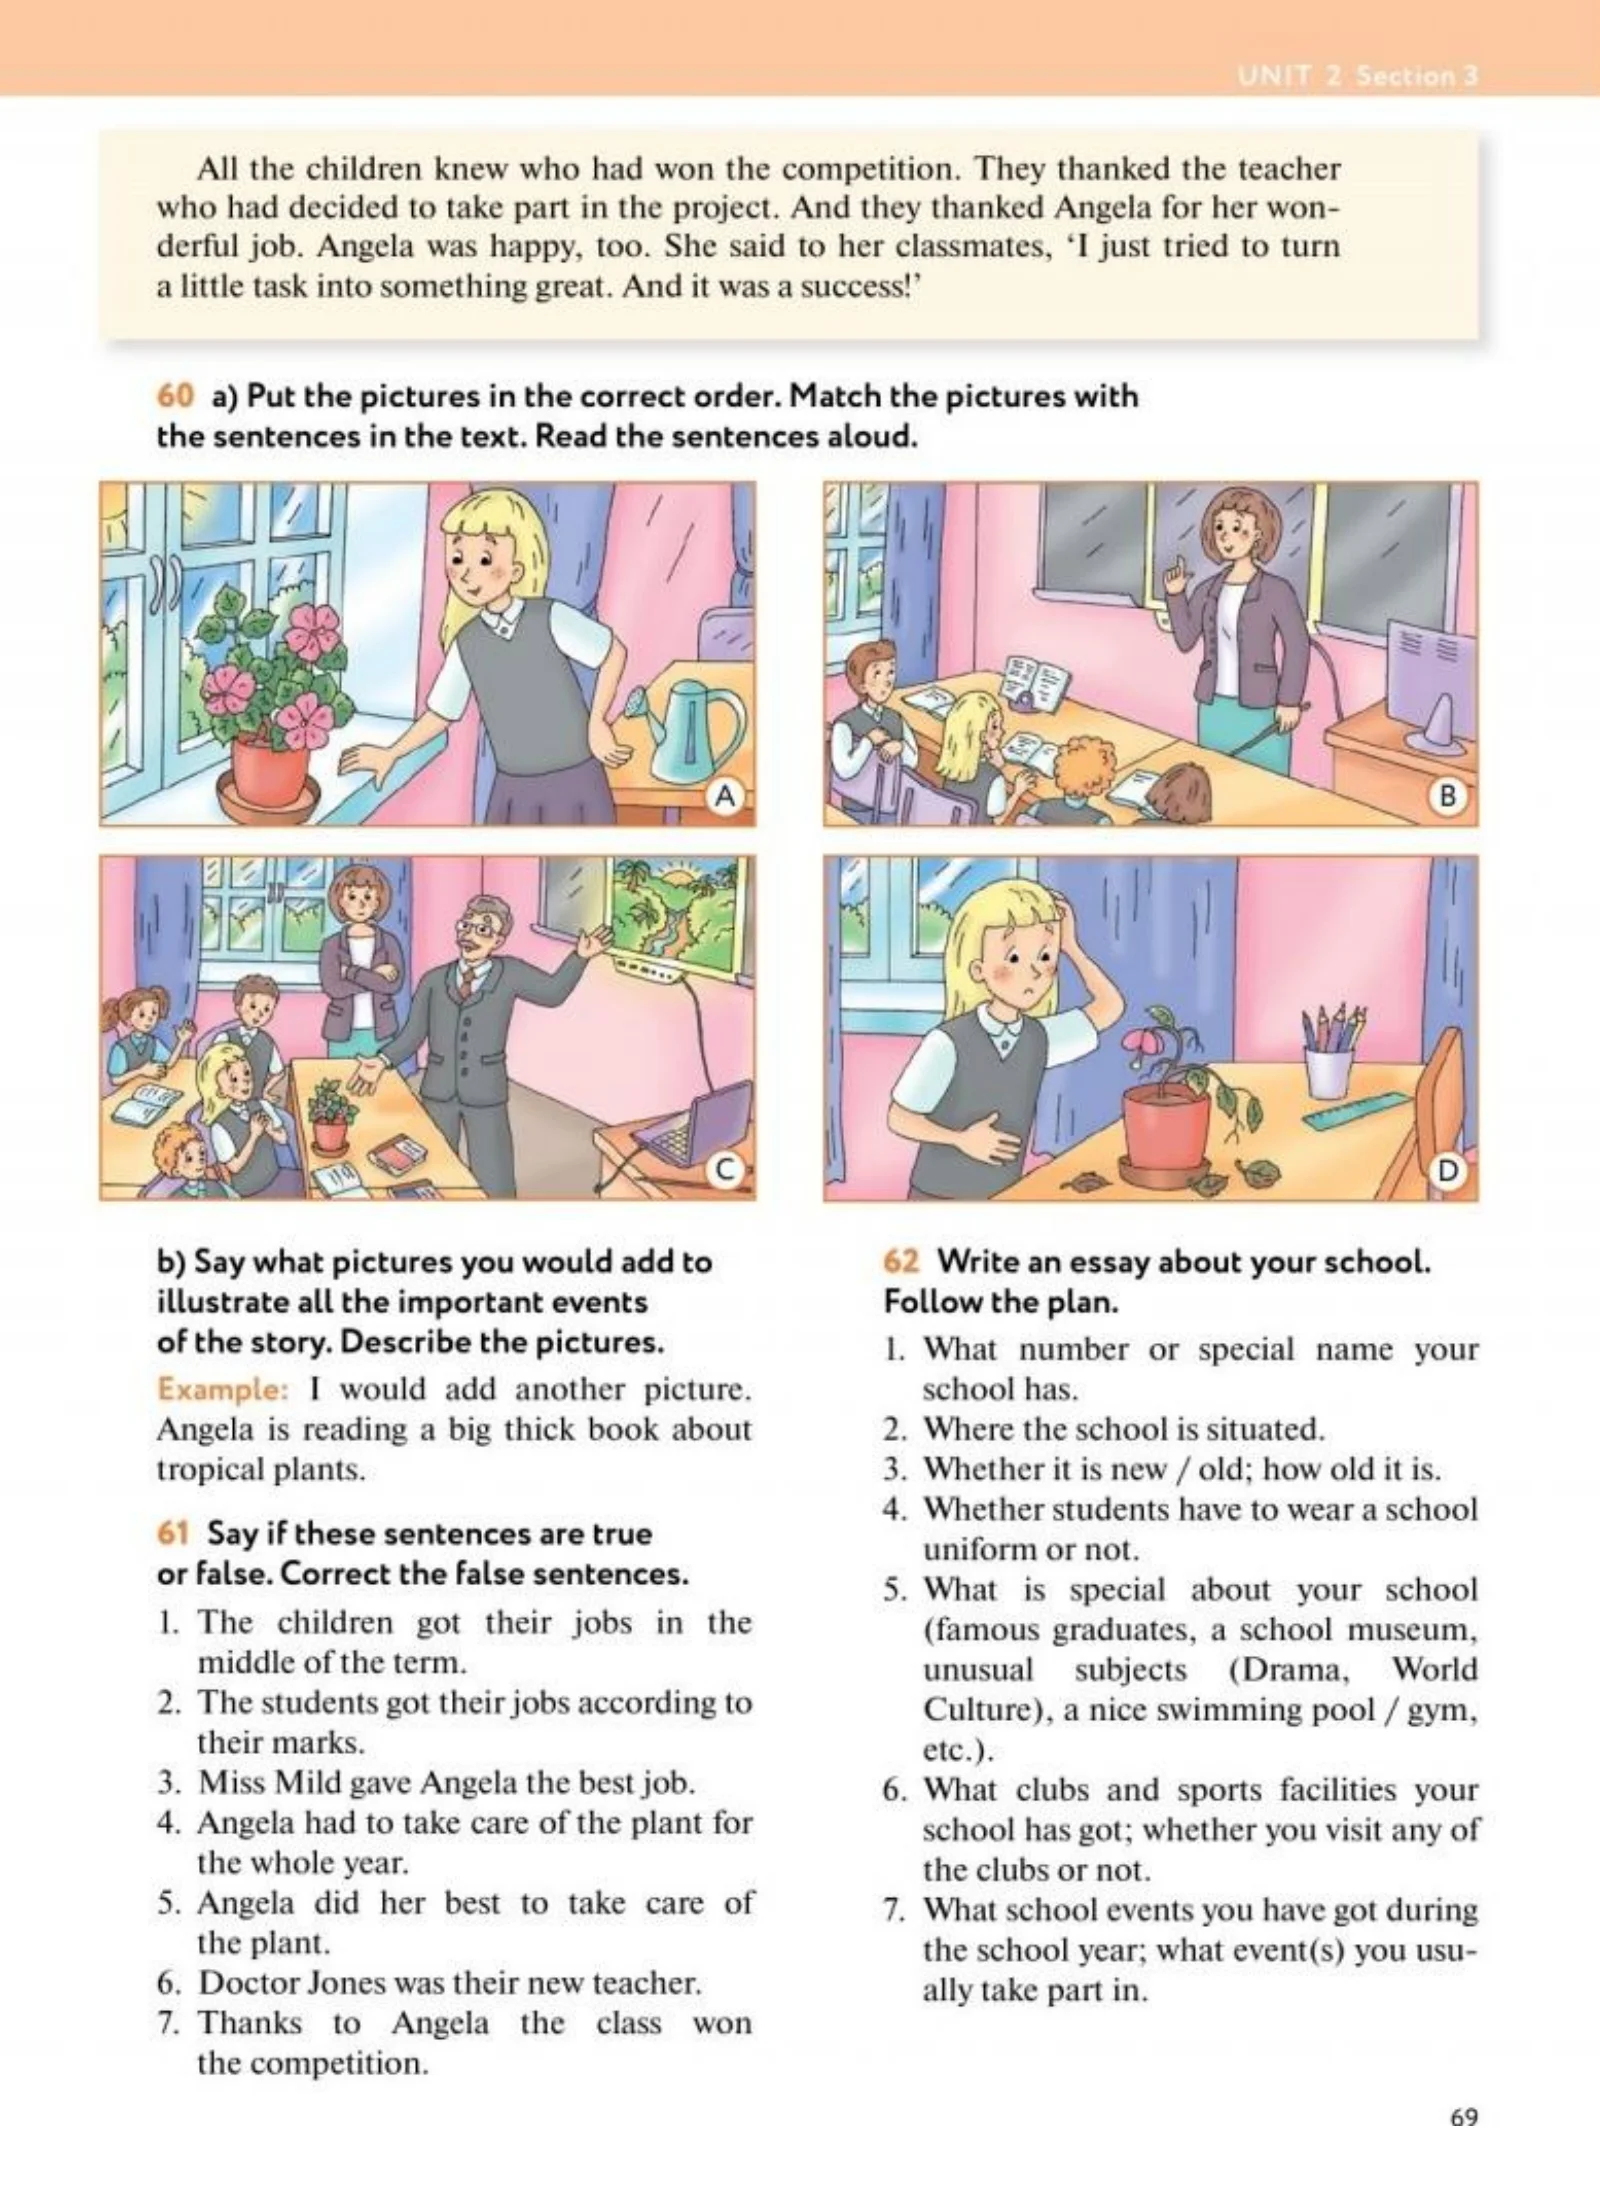 UNIT 2 Section 3
All the children knew who had won the competition. They thanked the teacher
who had decided to take part in the project. And they thanked Angela for her won-
derful job. Angela was happy, too. She said to her classmates, ‘I just tried to turn
a little task into something great. And it was a success!’
60 a) Put the pictures in the correct order. Match the pictures with
the sentences in the text. Read the sentences aloud.
A
B
C
D
b) Say what pictures you would add to
illustrate all the important events
of the story. Describe the pictures.
Example: I would add another picture.
Angela is reading a big thick book about
tropical plants.
61 Say if these sentences are true
or false. Correct the false sentences.
1. The children got their jobs in the
middle of the term.
2. The students got their jobs according to
their marks.
3. Miss Mild gave Angela the best job.
4. Angela had to take care of the plant for
the whole year.
5. Angela did her best to take care of
the plant.
6. Doctor Jones was their new teacher.
7. Thanks to Angela the class won
the competition.
62 Write an essay about your school.
Follow the plan.
1. What number or special name your
school has.
2. Where the school is situated.
3. Whether it is new / old; how old it is.
4. Whether students have to wear a school
uniform or not.
5. What is special about your school
(famous graduates, a school museum,
unusual subjects (Drama, World
Culture), a nice swimming pool / gym,
etc.).
6. What clubs and sports facilities your
school has got; whether you visit any of
the clubs or not.
7. What school events you have got during
the school year; what event(s) you usu-
ally take part in.
69